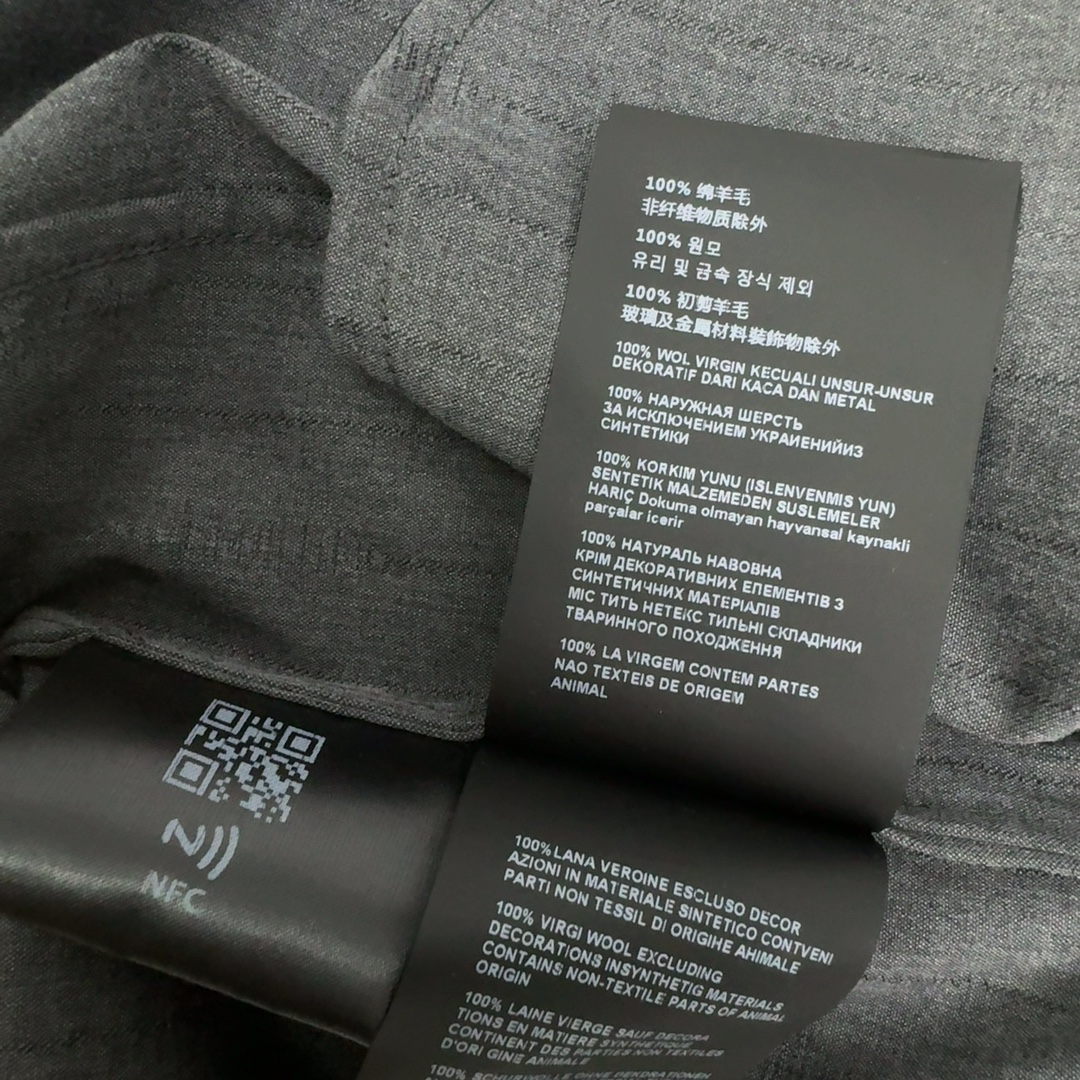 100% 绵羊毛
非纤维物质除外
100% 원모
유리 및 금속 장식 제외
100% 初剪羊毛
玻璃及金屬材料裝飾物除外
100% WOL VIRGIN KECUALI UNSUR-UNSUR
DEKORATIF DARI KACA DAN METAL
100% НАРУЖНАЯ ШЕРСТЬ
ЗА ИСКЛЮЧЕНИЕМ УКРАИЕНИЙИЗ
СИНТЕТИКИ
100% KORKIM YUNU (ISLENVENMIS YUN)
SENTETIK MALZEMEDEN SUSLEMELER
HARIÇ Dokuma olmayan hayvansal kaynakli
parçalar icerir
100% НАТУРАЛЬ НАВОВНА
КРІМ ДЕКОРАТИВНИХ ЕЛЕМЕНТІВ З
СИНТЕТИЧНИХ МАТЕРІАЛІВ
МІС ТИТЬ НЕТЕКС ТИЛЬНІ СКЛАДНИКИ
ТВАРИННОГО ПОХОДЖЕННЯ
100% LA VIRGEM CONTEM PARTES
NAO TEXTEIS DE ORIGEM
ANIMAL
NFC
100%LANA VEROINE ESCLUSO DECOR
AZIONI IN MATERIALE SINTETICO CONTVENI
PARTI NON TESSIL DI ORIGIHE AHIMALE
100% VIRGI WOOL EXCLUDING
DECORATIONS INSYNTHETIG MATERIALS
CONTAINS NON-TEXTILE PARTS OF ANIMAL
ORIGIN
100% LAINE VIERGE SAUF DECORA
TIONS EN MATIERE SYNTHETIQUE
CONTINENT DES PARTIES NON TEXTILES
D'ORI GINE ANIMALE
100% SCHURWOLLE OHNE DEKDRATIONEN